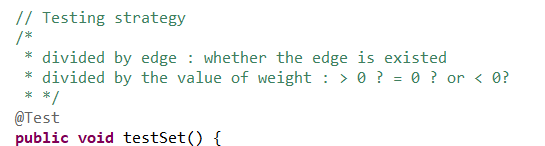 // Testing strategy
/*
* divided by edge : whether the edge is existed
* divided by the value of weight : > 0 ? = 0 ? or < 0?
* */
@Test
public void testSet() {